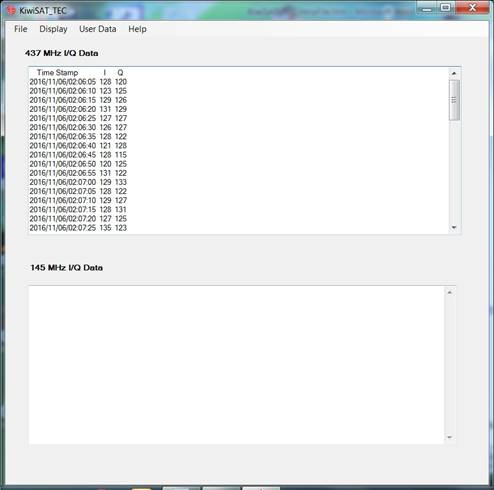 KiwiSAT_TEC
File Display User Data Help
437 MHz I/Q Data
Time Stamp I Q
2016/11/06/02:06:05 128 120
2016/11/06/02:06:10 123 125
2016/11/06/02:06:15 129 126
2016/11/06/02:06:20 131 129
2016/11/06/02:06:25 127 127
2016/11/06/02:06:30 126 127
2016/11/06/02:06:35 128 122
2016/11/06/02:06:40 121 128
2016/11/06/02:06:45 128 115
2016/11/06/02:06:50 120 125
2016/11/06/02:06:55 131 122
2016/11/06/02:07:00 129 133
2016/11/06/02:07:05 128 122
2016/11/06/02:07:10 129 127
2016/11/06/02:07:15 128 131
2016/11/06/02:07:20 127 125
2016/11/06/02:07:25 135 123
145 MHz I/Q Data